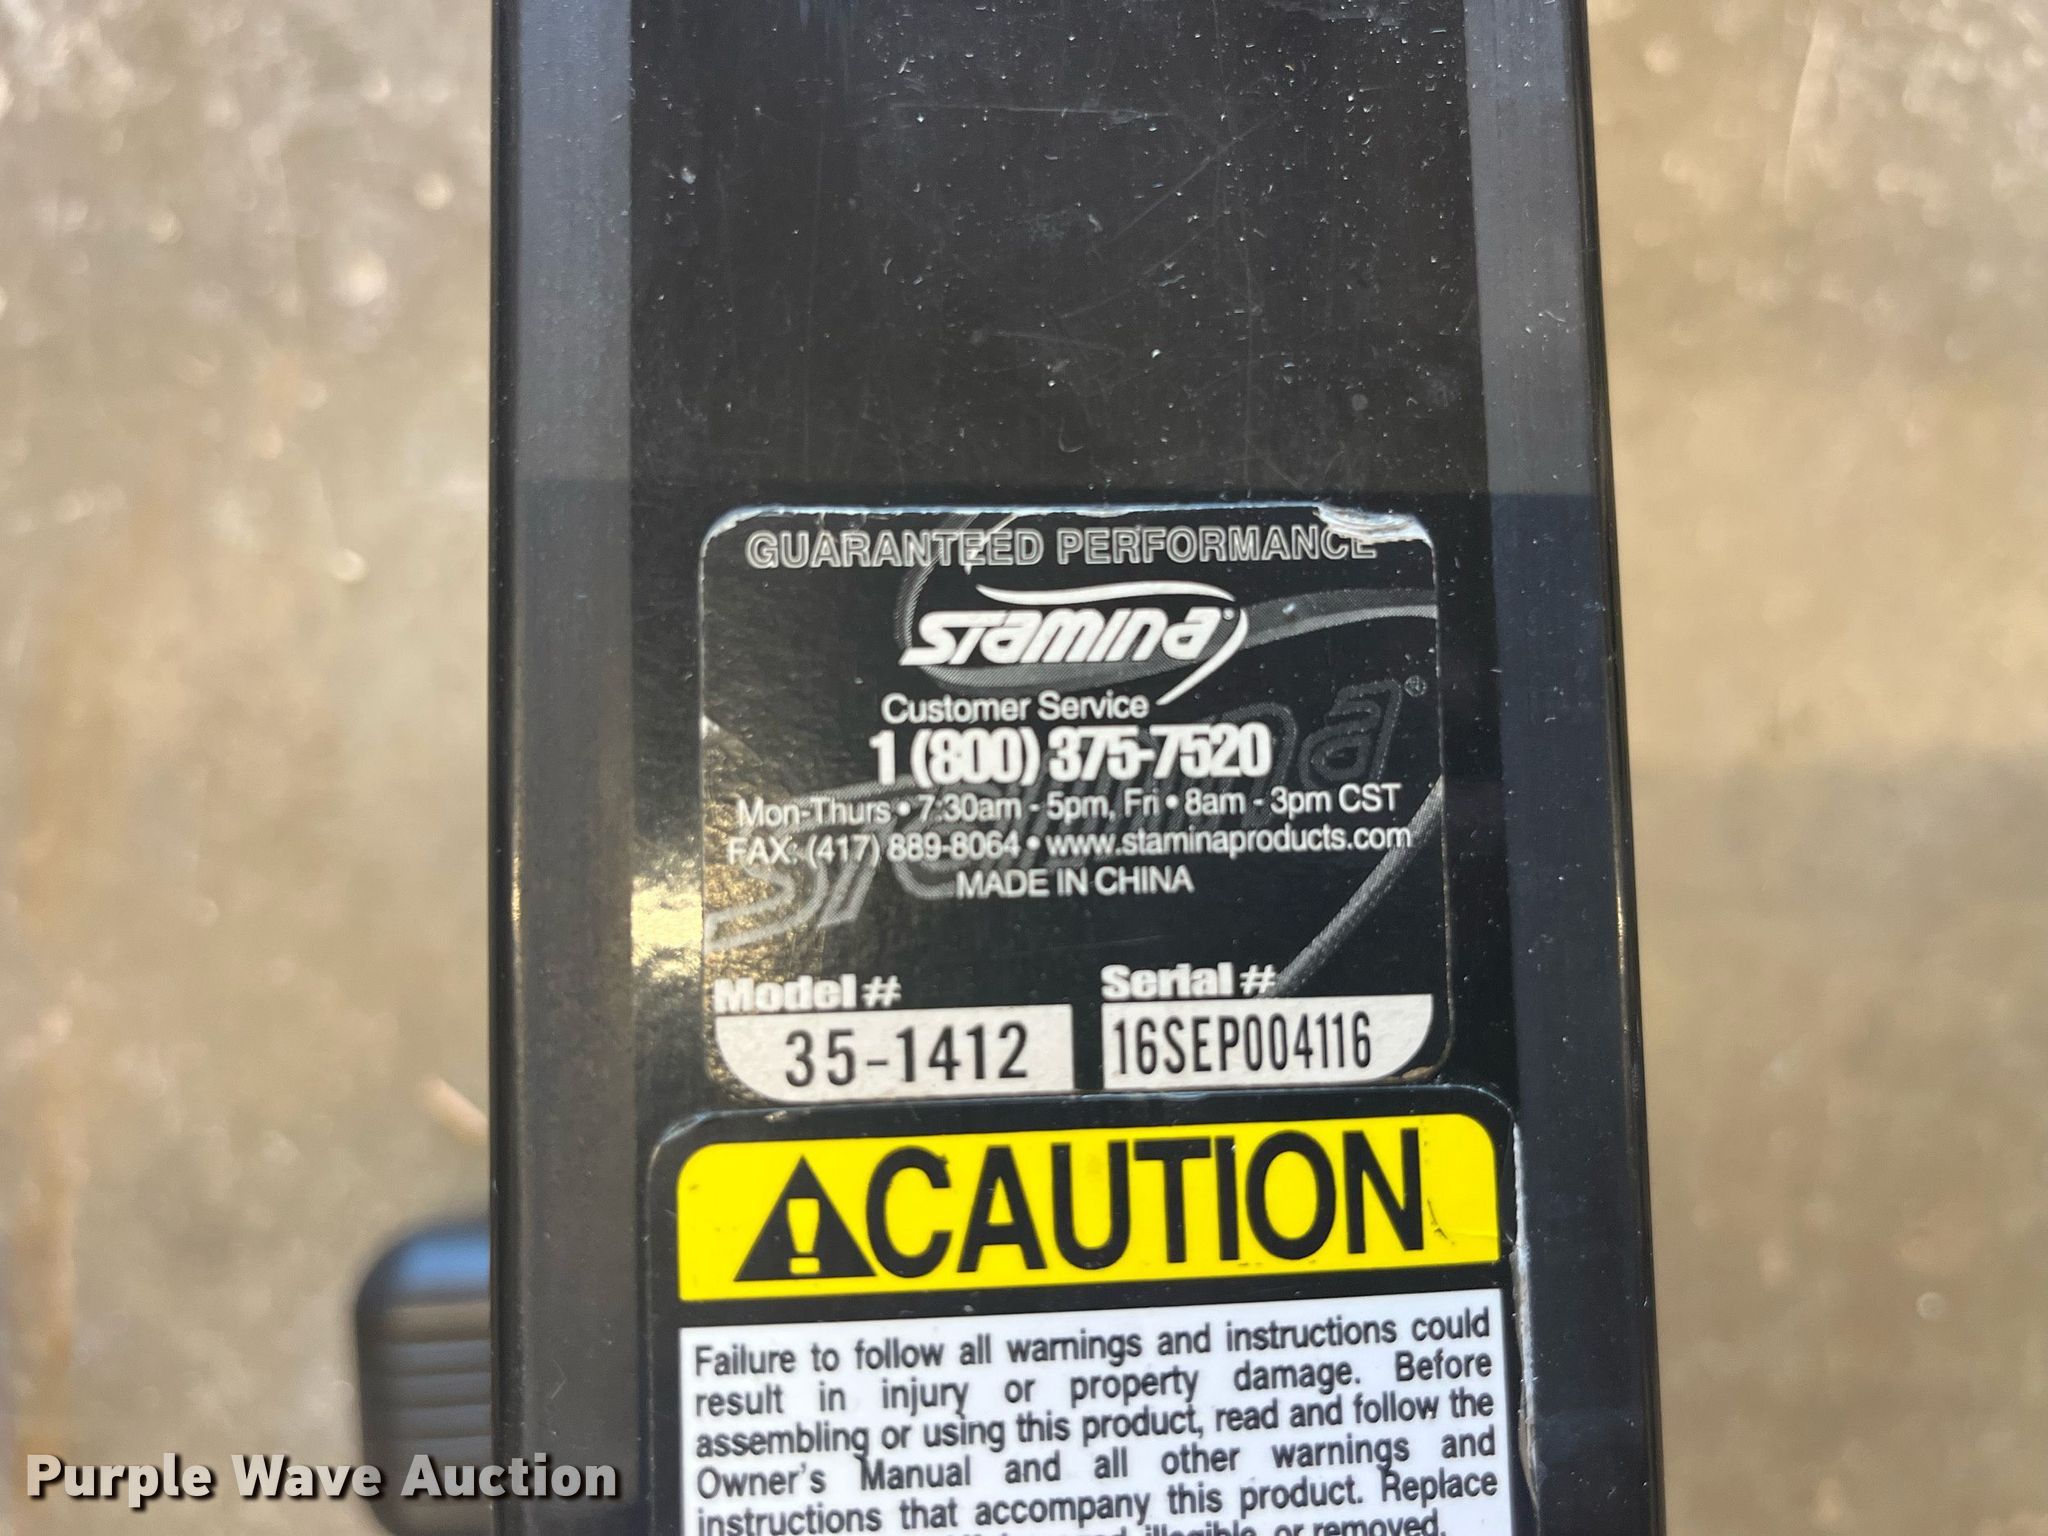 GUARANTEED PERFORMANCE
Stamina®
Customer Service
1 (800) 375-7520
Mon-Thurs • 7:30am - 5pm, Fri • 8am - 3pm CST
FAX: (417) 889-8064 • www.staminaproducts.com
MADE IN CHINA
Model # Serial #
35-1412 16SEP004116
CAUTION
Failure to follow all warnings and instructions could
result in injury or property damage. Before
assembling or using this product, read and follow the
Owner's Manual and all other warnings and
instructions that accompany this product. Replace
illegible, or removed.
Purple Wave Auction